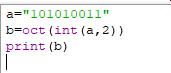 a="101010011"
b=oct(int(a,2))
print(b)